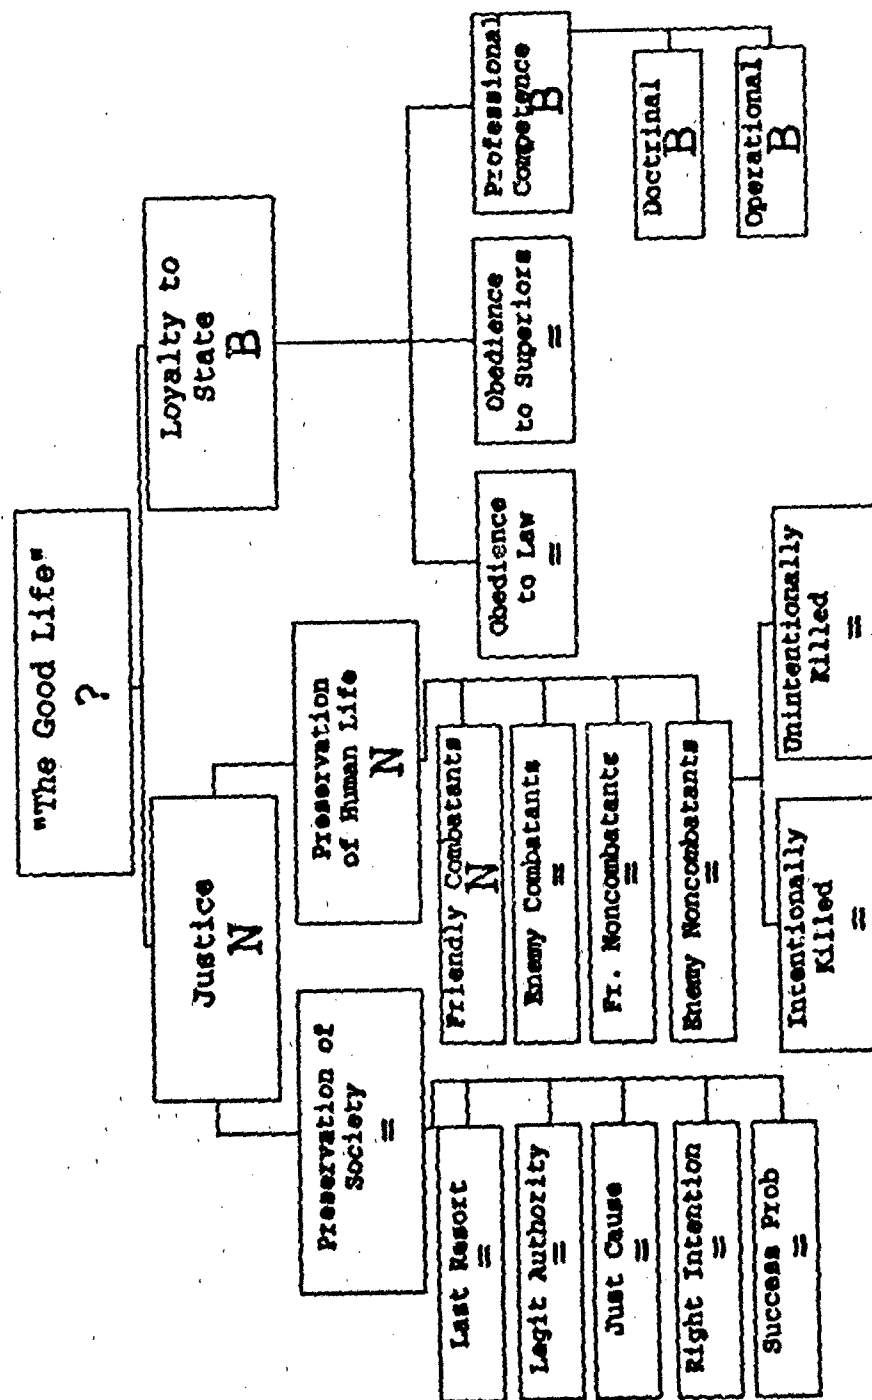 "The Good Life"
?
Justice
N
Loyalty to
State
B
Preservation of
Society
=
Preservation
of Human Life
N
Last Resort
=
Legit Authority
=
Just Cause
=
Right Intention
=
Success Prob
=
Friendly Combatants
N
Enemy Combatants
=
Fr. Noncombatants
=
Enemy Noncombatants
=
Intentionally
Killed
=
Unintentionally
Killed
=
Obedience
to Law
=
Obedience
to Superiors
=
Professional
Competence
B
Doctrinal
B
Operational
B